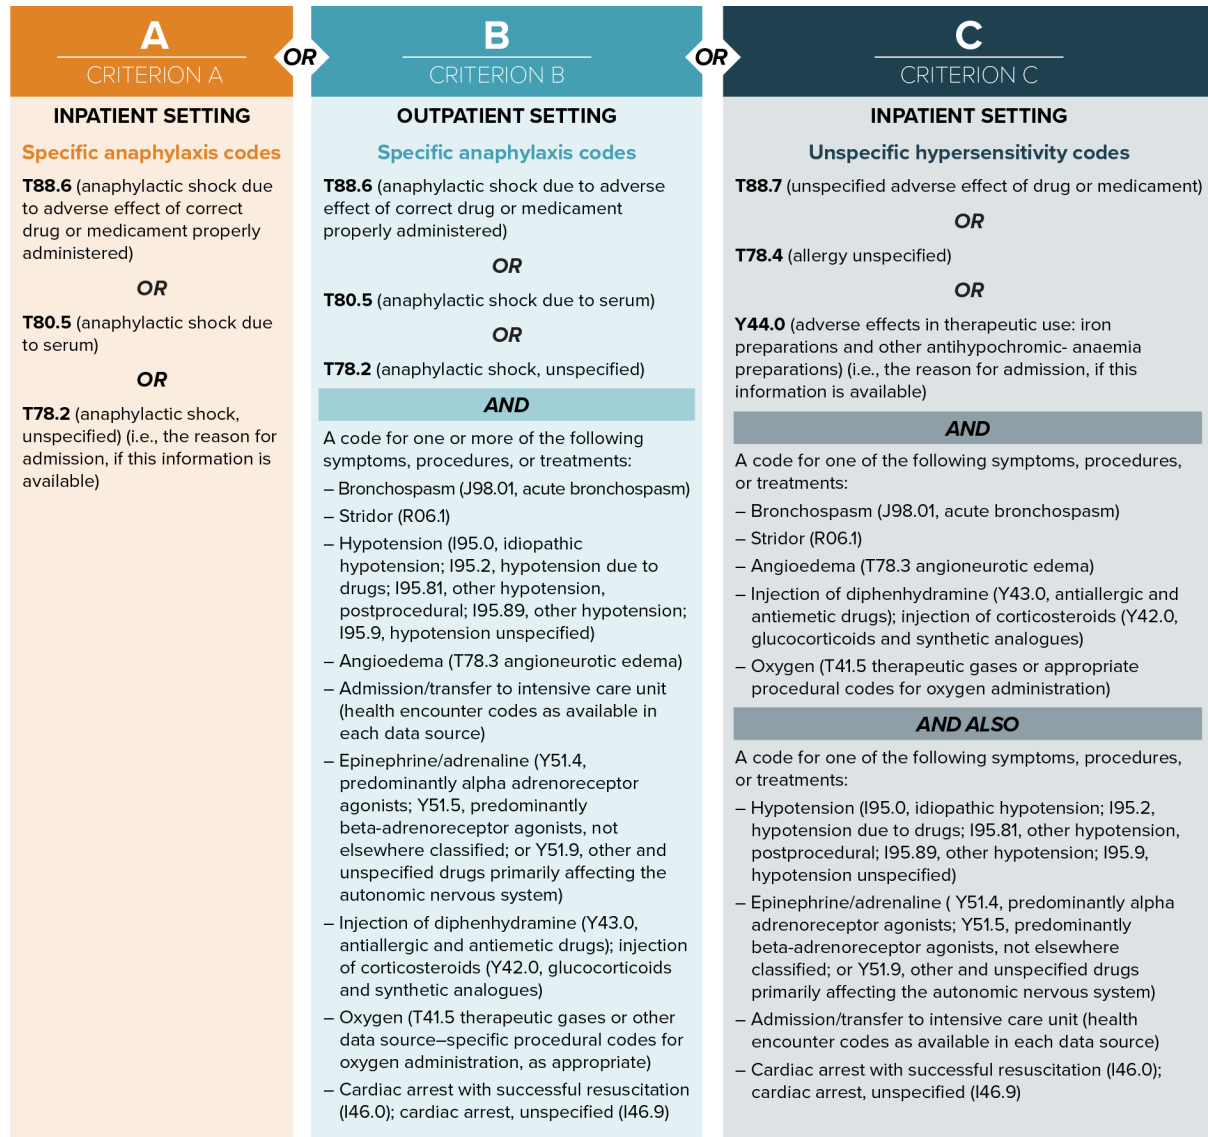 A
CRITERION A
INPATIENT SETTING
Specific anaphylaxis codes
T88.6 (anaphylactic shock due
to adverse effect of correct
drug or medicament properly
administered)
OR
T80.5 (anaphylactic shock due
to serum)
OR
T78.2 (anaphylactic shock,
unspecified) (i.e., the reason for
admission, if this information is
available)
OR
B
CRITERION B
OUTPATIENT SETTING
Specific anaphylaxis codes
T88.6 (anaphylactic shock due to adverse
effect of correct drug or medicament
properly administered)
OR
T80.5 (anaphylactic shock due to serum)
OR
T78.2 (anaphylactic shock, unspecified)
AND
A code for one or more of the following
symptoms, procedures, or treatments:
– Bronchospasm (J98.01, acute bronchospasm)
– Stridor (R06.1)
– Hypotension (I95.0, idiopathic
hypotension; I95.2, hypotension due to
drugs; I95.81, other hypotension,
postprocedural; I95.89, other hypotension;
I95.9, hypotension unspecified)
– Angioedema (T78.3 angioneurotic edema)
– Admission/transfer to intensive care unit
(health encounter codes as available in
each data source)
– Epinephrine/adrenaline (Y51.4,
predominantly alpha adrenoreceptor
agonists; Y51.5, predominantly
beta-adrenoreceptor agonists, not
elsewhere classified; or Y51.9, other and
unspecified drugs primarily affecting the
autonomic nervous system)
– Injection of diphenhydramine (Y43.0,
antiallergic and antiemetic drugs); injection
of corticosteroids (Y42.0, glucocorticoids
and synthetic analogues)
– Oxygen (T41.5 therapeutic gases or other
data source–specific procedural codes for
oxygen administration, as appropriate)
– Cardiac arrest with successful resuscitation
(I46.0); cardiac arrest, unspecified (I46.9)
OR
C
CRITERION C
INPATIENT SETTING
Unspecific hypersensitivity codes
T88.7 (unspecified adverse effect of drug or medicament)
OR
T78.4 (allergy unspecified)
OR
Y44.0 (adverse effects in therapeutic use: iron
preparations and other antihypochromic- anaemia
preparations) (i.e., the reason for admission, if this
information is available)
AND
A code for one of the following symptoms, procedures,
or treatments:
– Bronchospasm (J98.01, acute bronchospasm)
– Stridor (R06.1)
– Angioedema (T78.3 angioneurotic edema)
– Injection of diphenhydramine (Y43.0, antiallergic and
antiemetic drugs); injection of corticosteroids (Y42.0,
glucocorticoids and synthetic analogues)
– Oxygen (T41.5 therapeutic gases or appropriate
procedural codes for oxygen administration)
AND ALSO
A code for one of the following symptoms, procedures,
or treatments:
– Hypotension (I95.0, idiopathic hypotension; I95.2,
hypotension due to drugs; I95.81, other hypotension,
postprocedural; I95.89, other hypotension; I95.9,
hypotension unspecified)
– Epinephrine/adrenaline ( Y51.4, predominantly alpha
adrenoreceptor agonists; Y51.5, predominantly
beta-adrenoreceptor agonists, not elsewhere
classified; or Y51.9, other and unspecified drugs
primarily affecting the autonomic nervous system)
– Admission/transfer to intensive care unit (health
encounter codes as available in each data source)
– Cardiac arrest with successful resuscitation (I46.0);
cardiac arrest, unspecified (I46.9)